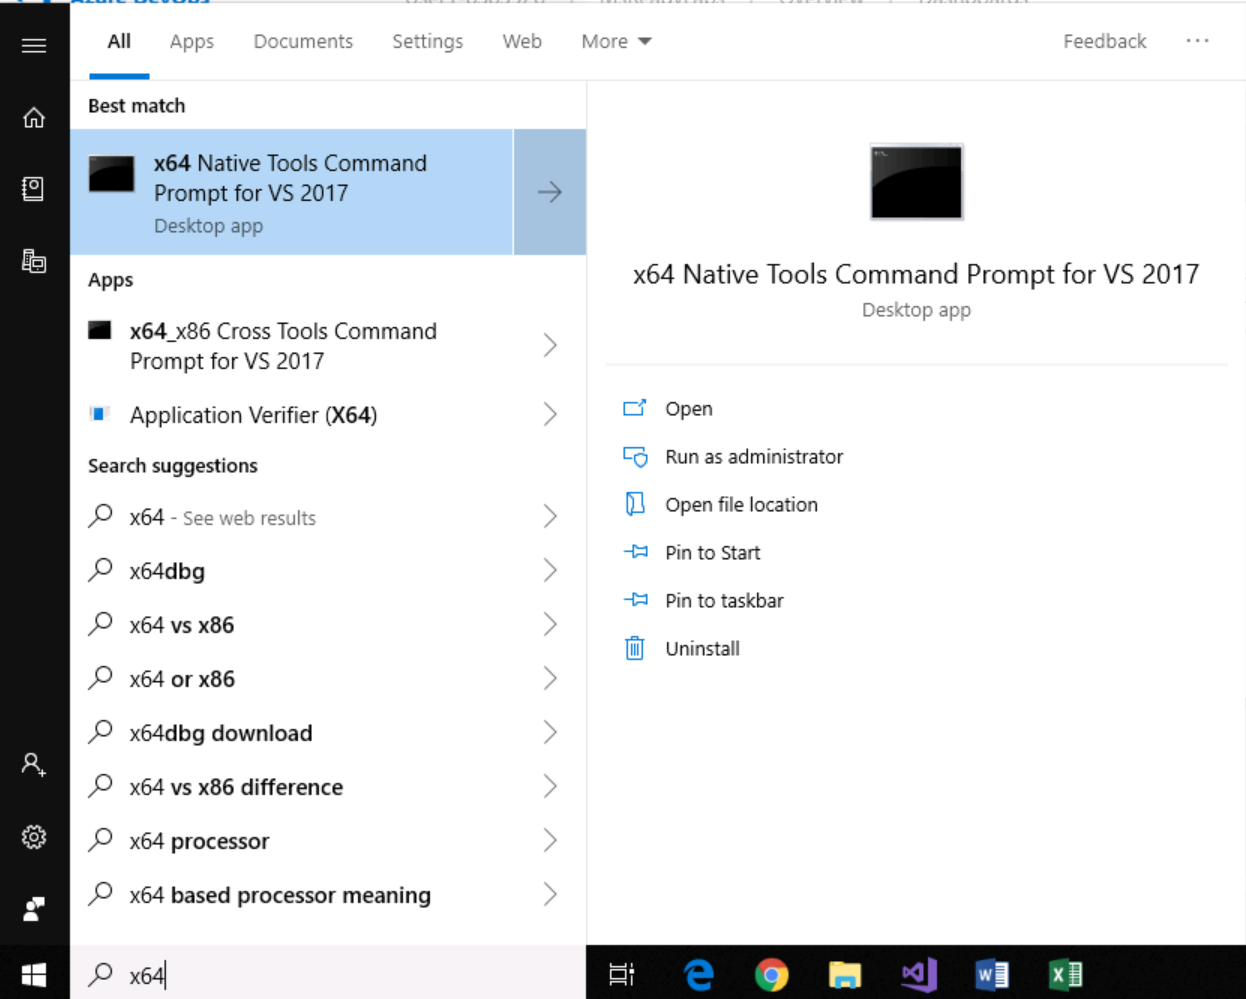 All Apps Documents Settings Web More Feedback ...
Best match
x64 Native Tools Command
Prompt for VS 2017
Desktop app
Apps
x64_x86 Cross Tools Command
Prompt for VS 2017
Application Verifier (X64)
Search suggestions
x64 - See web results
x64dbg
x64 vs x86
x64 or x86
x64dbg download
x64 vs x86 difference
x64 processor
x64 based processor meaning
x64
x64 Native Tools Command Prompt for VS 2017
Desktop app
Open
Run as administrator
Open file location
Pin to Start
Pin to taskbar
Uninstall